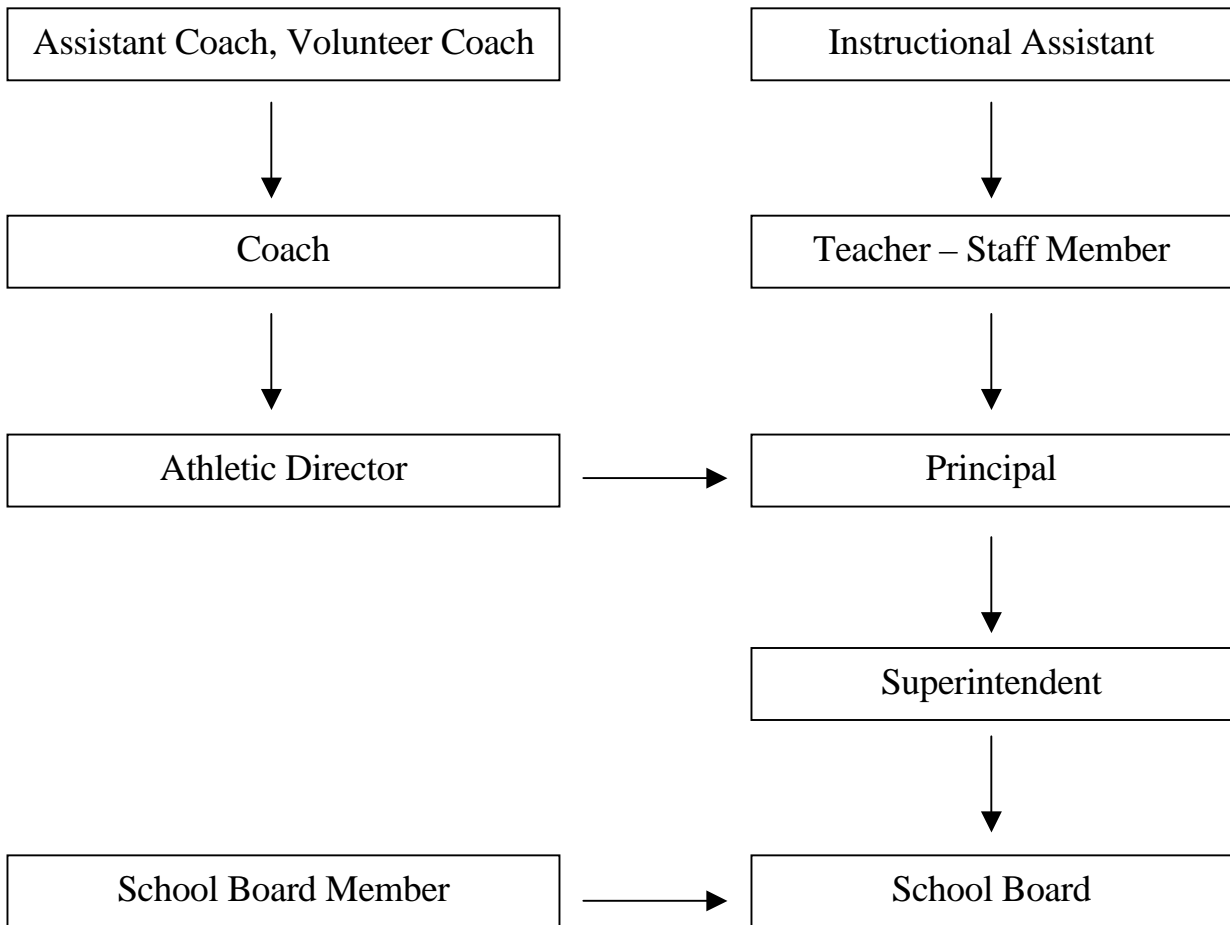 Assistant Coach, Volunteer Coach
Instructional Assistant
Coach
Teacher – Staff Member
Athletic Director
Principal
Superintendent
School Board Member
School Board